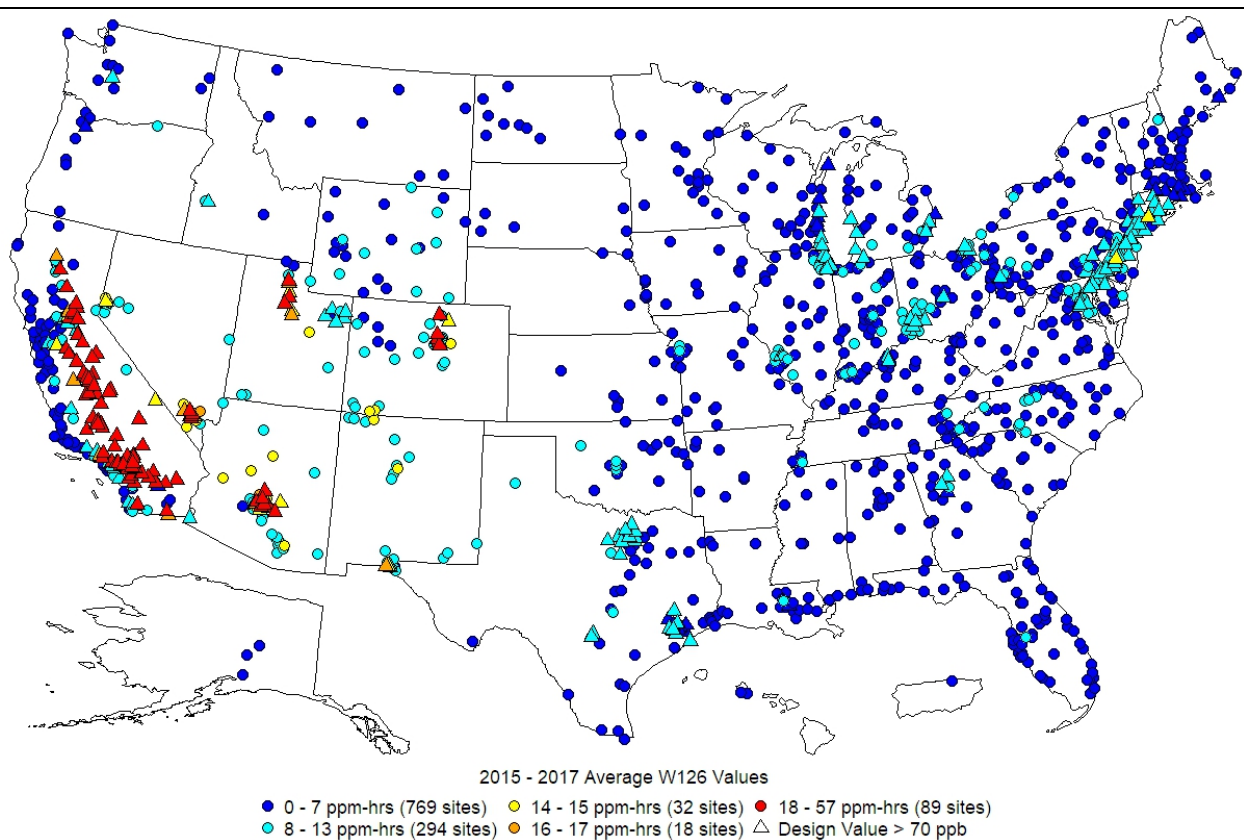 2015 - 2017 Average W126 Values
0 - 7 ppm-hrs (769 sites) 14 - 15 ppm-hrs (32 sites) 18 - 57 ppm-hrs (89 sites)
8 - 13 ppm-hrs (294 sites) 16 - 17 ppm-hrs (18 sites) Design Value > 70 ppb